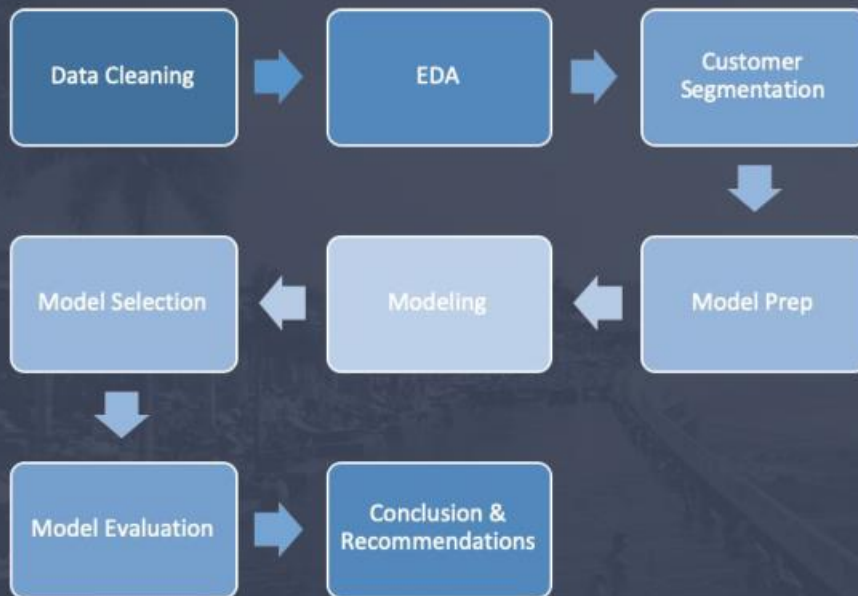 Data Cleaning
EDA
Customer
Segmentation
Model Prep
Modeling
Model Selection
Model Evaluation
Conclusion &
Recommendations